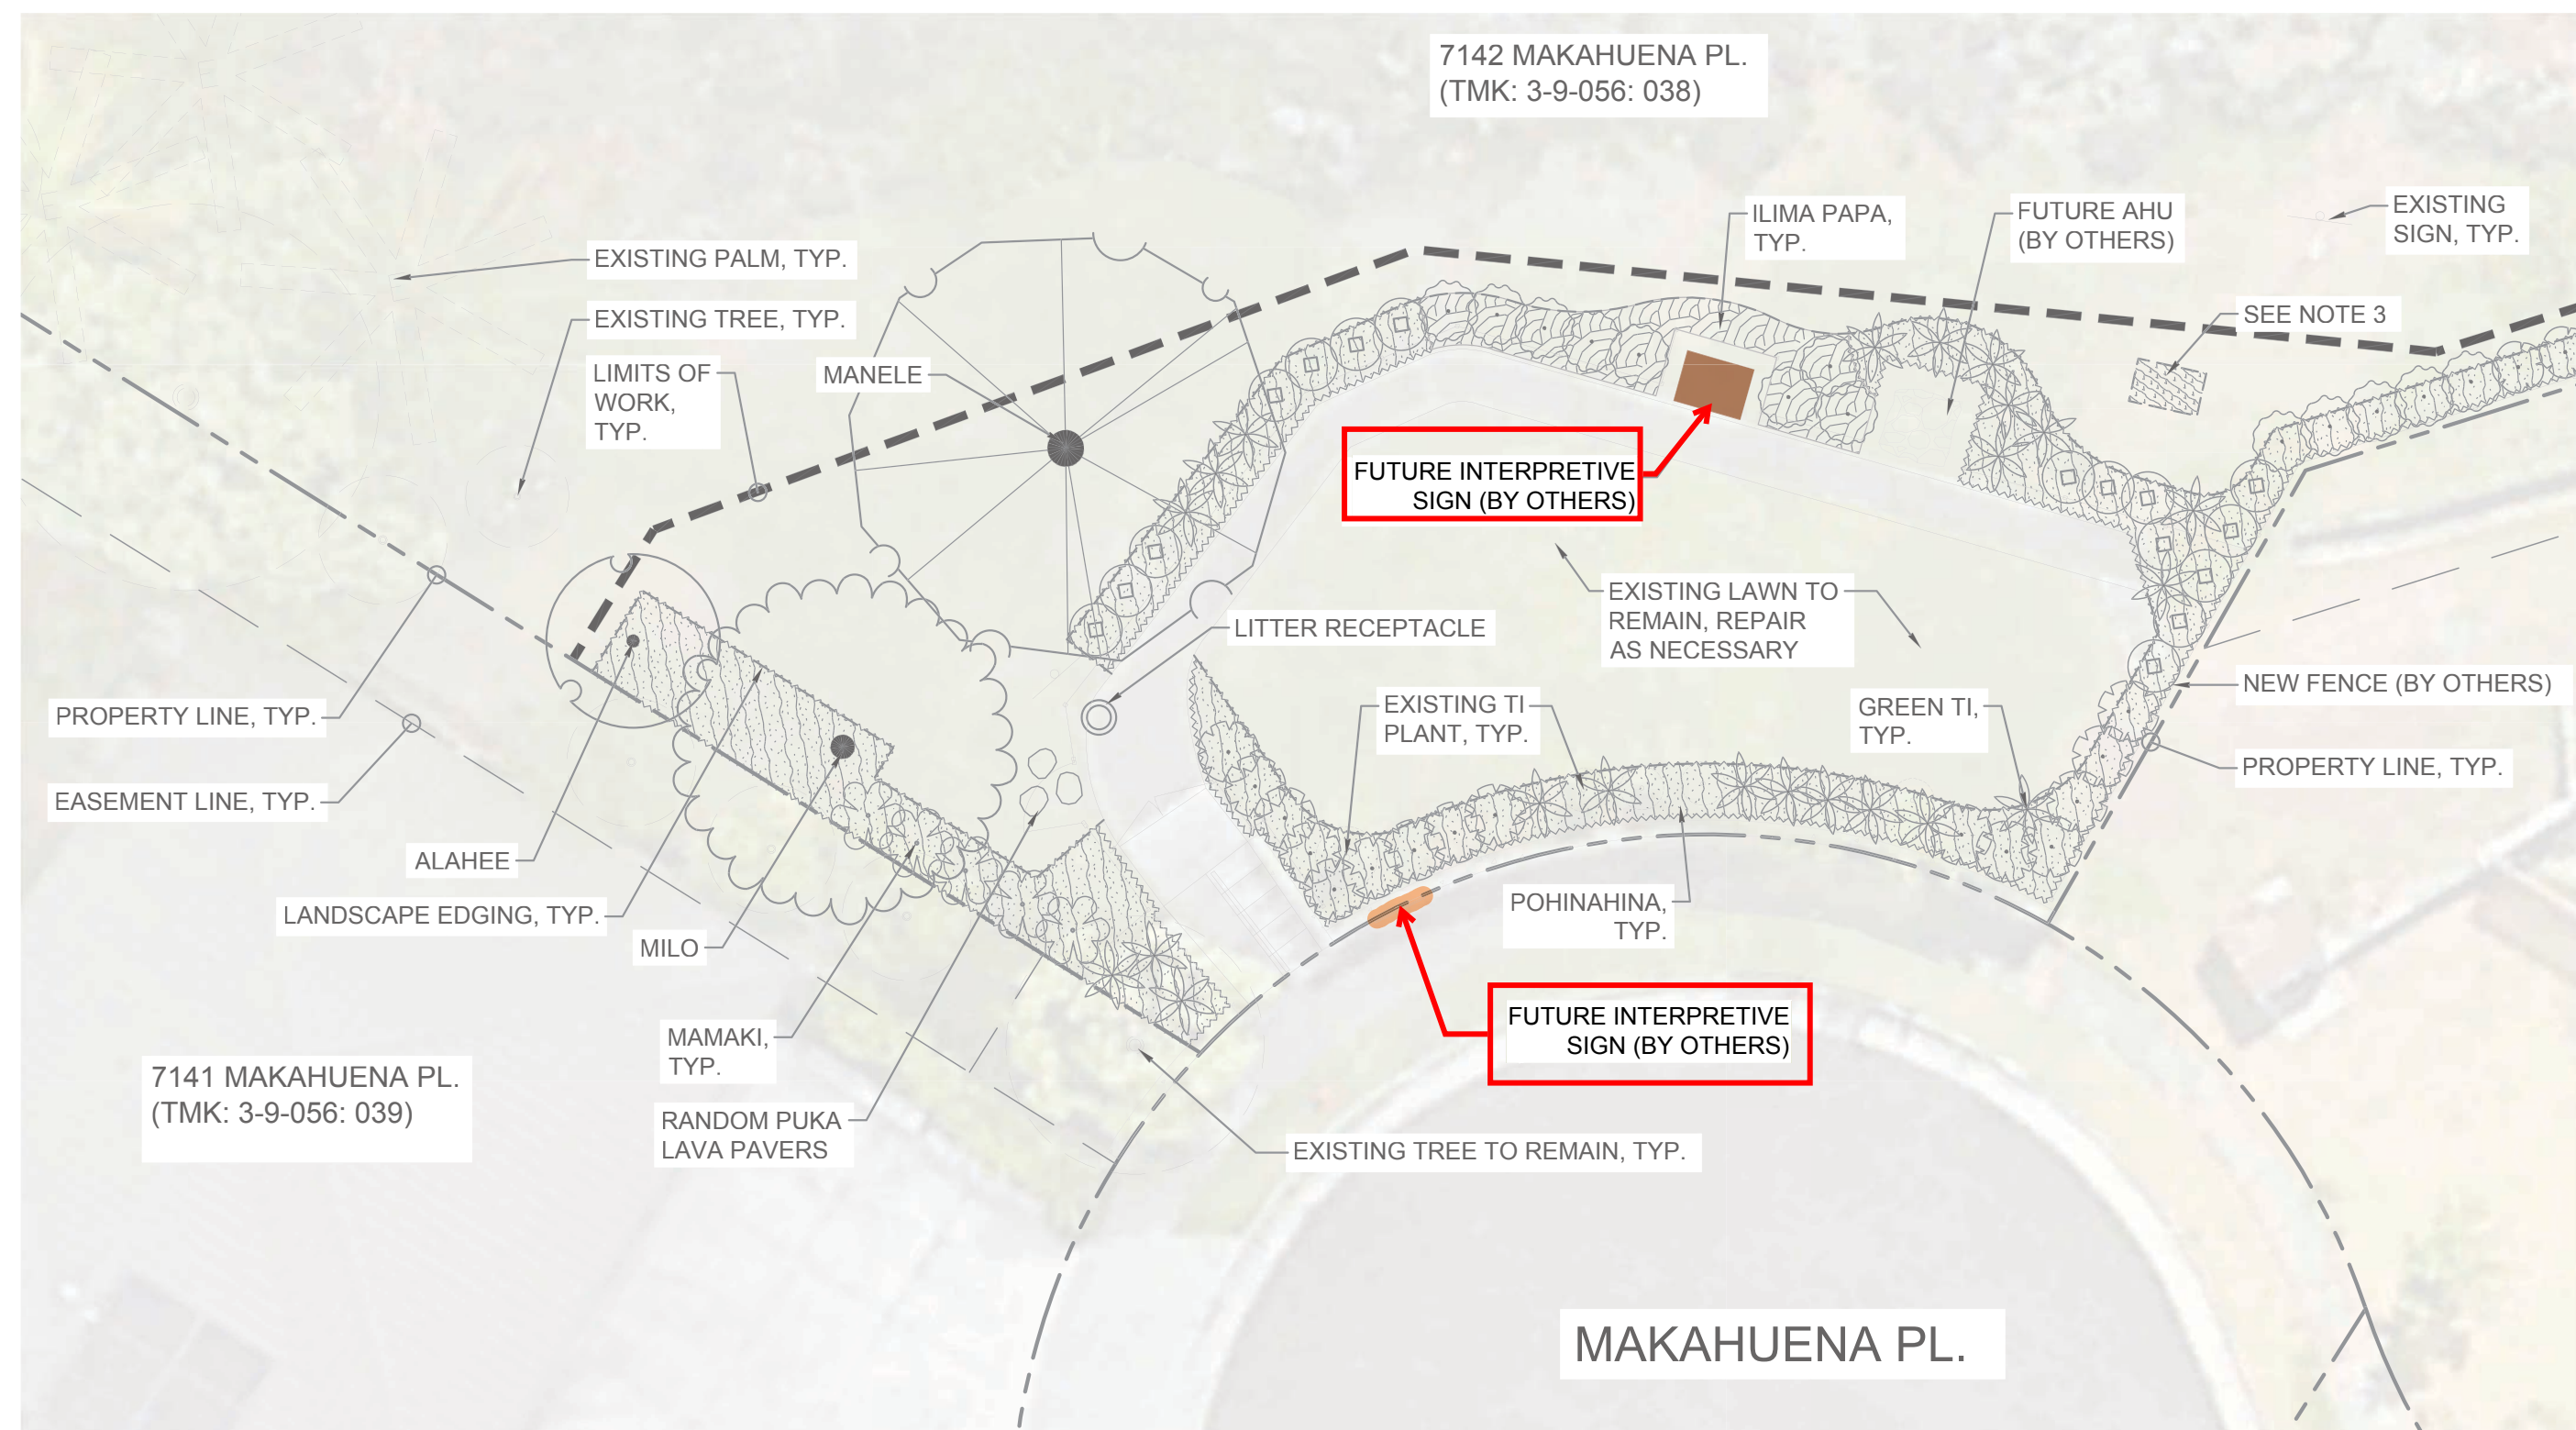 7142 MAKAHUENA PL.
(TMK: 3-9-056: 038)
ILIMA PAPA,
TYP.
FUTURE AHU
(BY OTHERS)
EXISTING
SIGN, TYP.
EXISTING PALM, TYP.
EXISTING TREE, TYP.
SEE NOTE 3
LIMITS OF
WORK,
TYP.
MANELE
FUTURE INTERPRETIVE
SIGN (BY OTHERS)
EXISTING LAWN TO
REMAIN, REPAIR
AS NECESSARY
LITTER RECEPTACLE
NEW FENCE (BY OTHERS)
PROPERTY LINE, TYP.
EXISTING TI
PLANT, TYP.
GREEN TI,
TYP.
PROPERTY LINE, TYP.
EASEMENT LINE, TYP.
ALAHEE
LANDSCAPE EDGING, TYP.
POHINAHINA,
TYP.
MILO
MAMAKI,
TYP.
FUTURE INTERPRETIVE
SIGN (BY OTHERS)
7141 MAKAHUENA PL.
(TMK: 3-9-056: 039)
RANDOM PUKA
LAVA PAVERS
EXISTING TREE TO REMAIN, TYP.
MAKAHUENA PL.